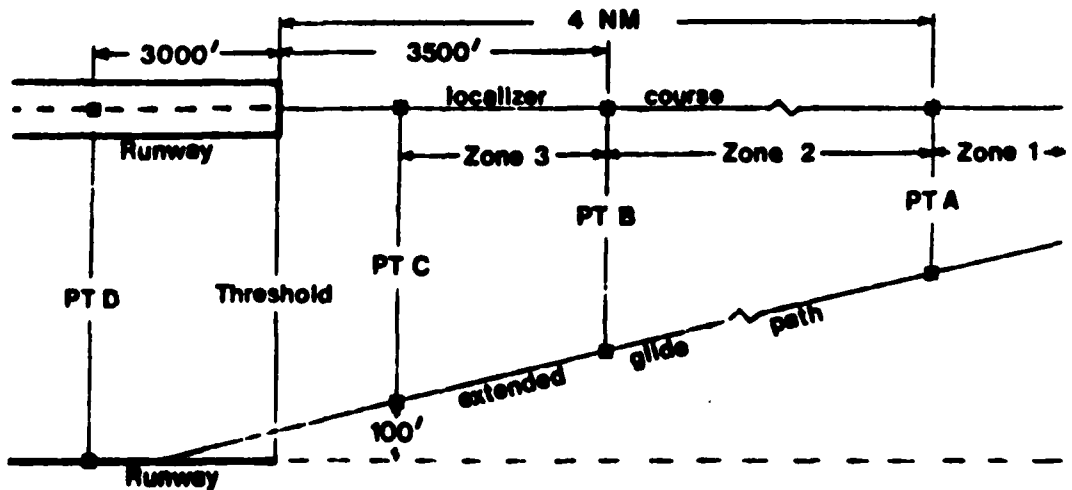 4 NM
3000'
3500'
localizer course
Runway
Zone 3
Zone 2
Zone 1
PT A
PT B
PT C
PT D
Threshold
extended glide path
100'
Runway